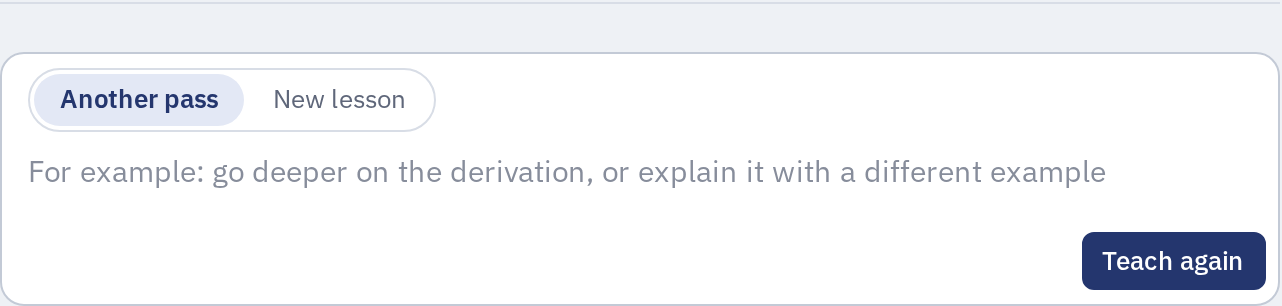 Another pass New lesson
For example: go deeper on the derivation, or explain it with a different example
Teach again